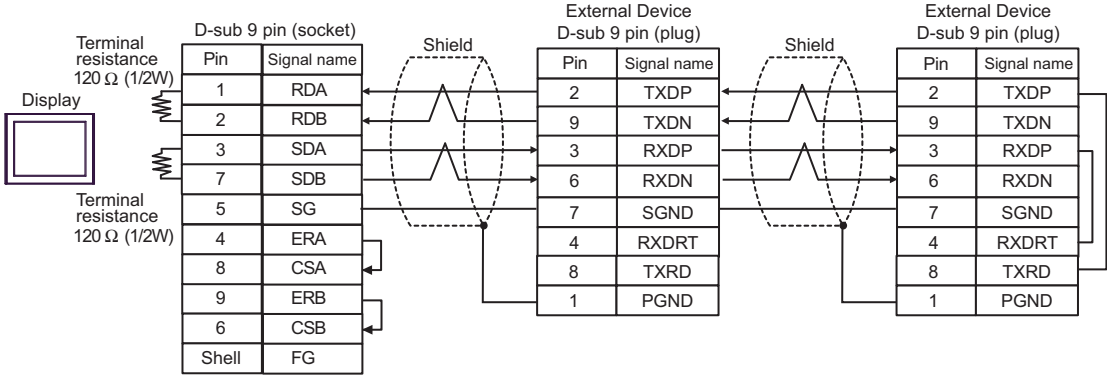 Display
Terminal
resistance
120 Ω (1/2W)
Terminal
resistance
120 Ω (1/2W)
D-sub 9 pin (socket)
Pin Signal name
1 RDA
2 RDB
3 SDA
7 SDB
5 SG
4 ERA
8 CSA
9 ERB
6 CSB
Shell FG
Shield
External Device
D-sub 9 pin (plug)
Pin Signal name
2 TXDP
9 TXDN
3 RXDP
6 RXDN
7 SGND
4 RXDRT
8 TXRD
1 PGND
Shield
External Device
D-sub 9 pin (plug)
Pin Signal name
2 TXDP
9 TXDN
3 RXDP
6 RXDN
7 SGND
4 RXDRT
8 TXRD
1 PGND